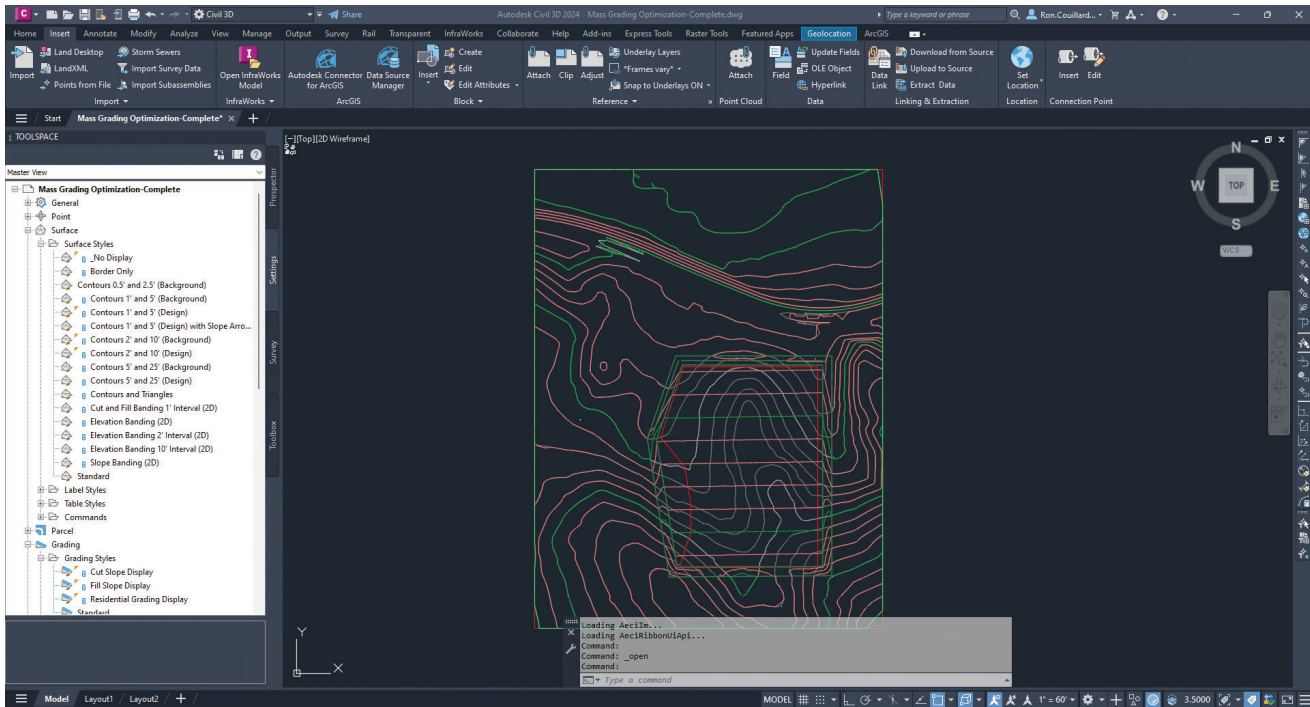 C
Civil 3D
Share
Autodesk Civil 3D 2024 Mass Grading Optimization-Complete.dwg
Type a keyword or phrase
Ron.Couillard...
Home Insert Annotate Modify Analyze View Manage Output Survey Rail Transparent InfraWorks Collaborate Help Add-ins Express Tools Raster Tools Featured Apps Geolocation ArcGIS
Land Desktop Storm Sewers Create Underlay Layers Update Fields Download from Source
LandXML Import Survey Data Edit *Frames vary* OLE Object Upload to Source
Points from File Import Subassemblies Edit Attributes Snap to Underlays ON Hyperlink Extract Data
Import Open InfraWorks Model Autodesk Connector for ArcGIS Data Source Manager Insert Attach Clip Adjust Attach Field Data Link Set Location Insert Edit
Import InfraWorks ArcGIS Block Reference Point Cloud Data Linking & Extraction Location Connection Point
Start Mass Grading Optimization-Complete* × +
TOOLSPACE
Master View
Mass Grading Optimization-Complete
General
Point
Surface
Surface Styles
_No Display
Border Only
Contours 0.5' and 2.5' (Background)
Contours 1' and 5' (Background)
Contours 1' and 5' (Design)
Contours 1' and 5' (Design) with Slope Arro...
Contours 2' and 10' (Background)
Contours 2' and 10' (Design)
Contours 5' and 25' (Background)
Contours 5' and 25' (Design)
Contours and Triangles
Cut and Fill Banding 1' Interval (2D)
Elevation Banding (2D)
Elevation Banding 2' Interval (2D)
Elevation Banding 10' Interval (2D)
Slope Banding (2D)
Standard
Label Styles
Table Styles
Commands
Parcel
Grading
Grading Styles
Cut Slope Display
Fill Slope Display
Residential Grading Display
Standard
Prospector
Settings
Survey
Toolbox
[−][Top][2D Wireframe]
N
W TOP E
S
WCS
Y
X
Loading AeciIm...
Loading AeciRibbonUiApi...
Command:
Command: _open
Command:
Type a command
Model Layout1 Layout2 +
MODEL 1" = 60' 3.5000